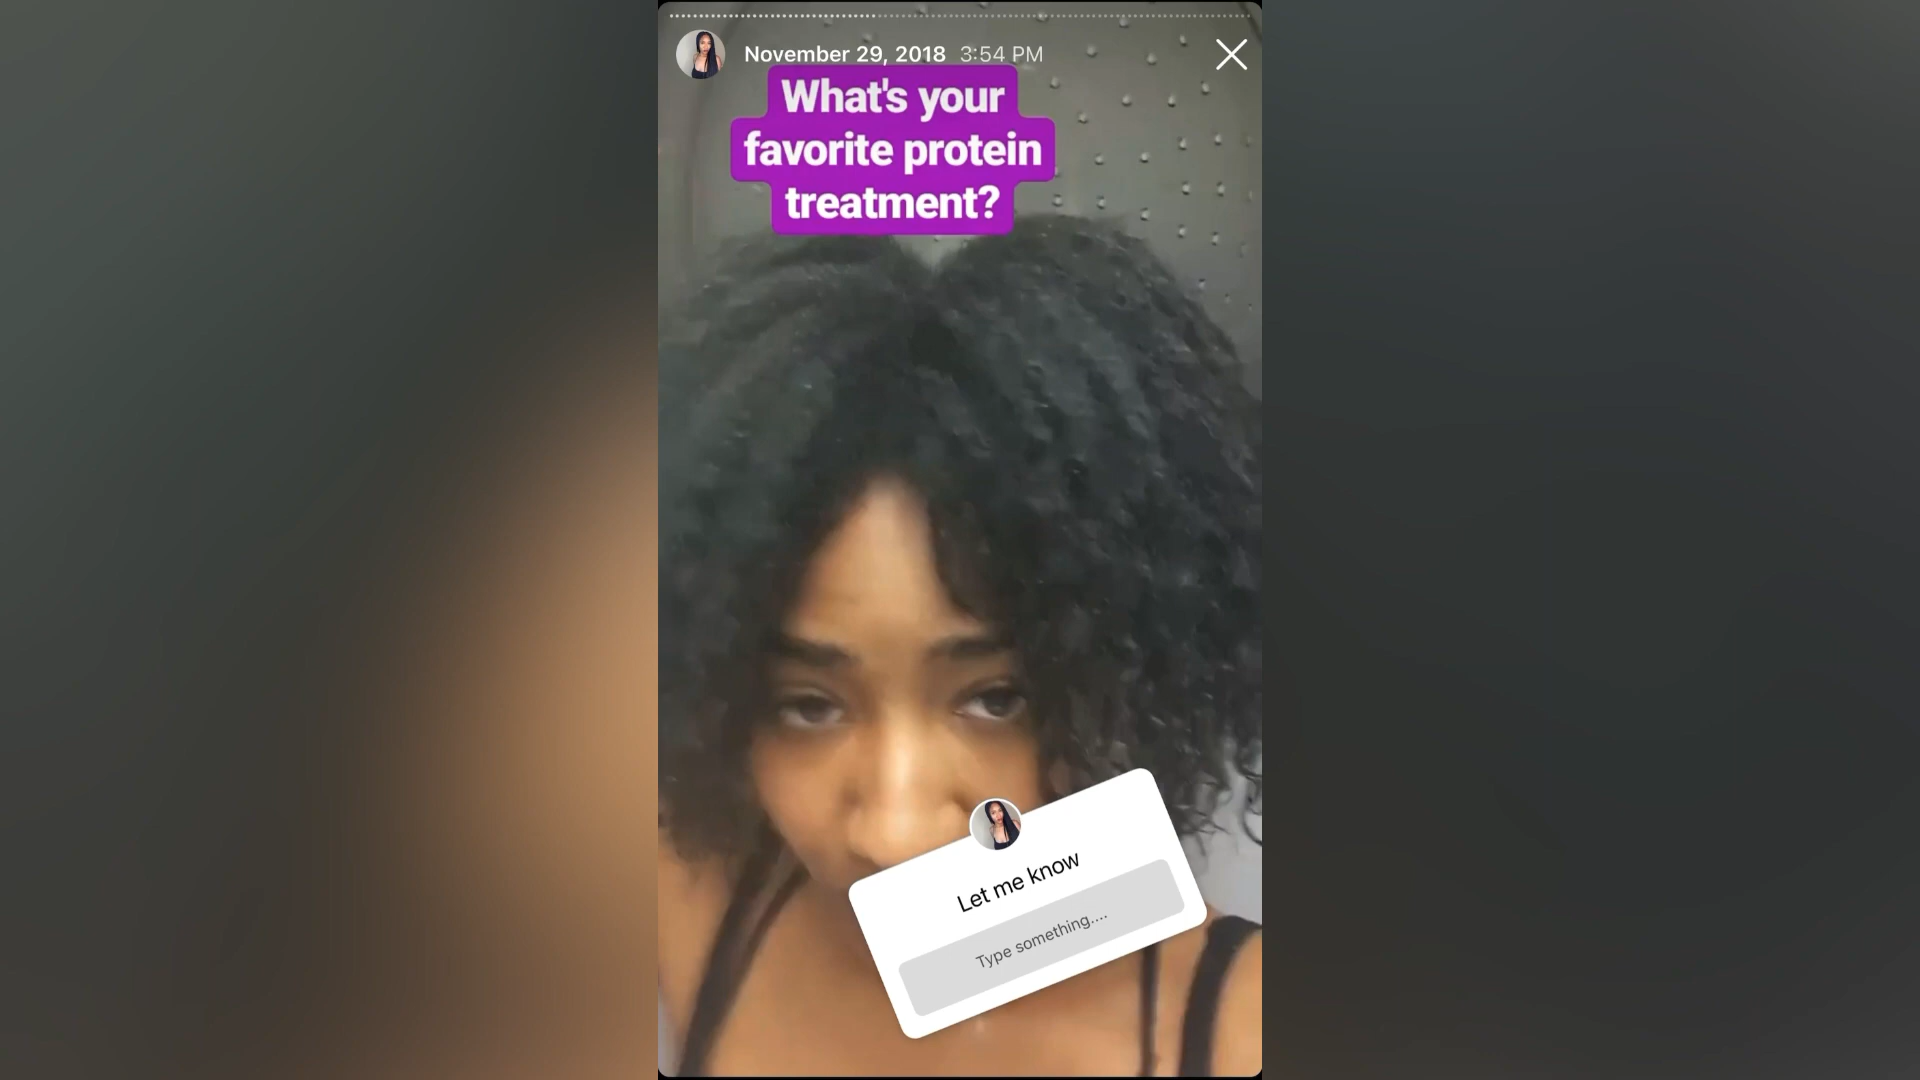 November 29, 2018 3:54 PM
What's your
favorite protein
treatment?
Let me know
Type something....